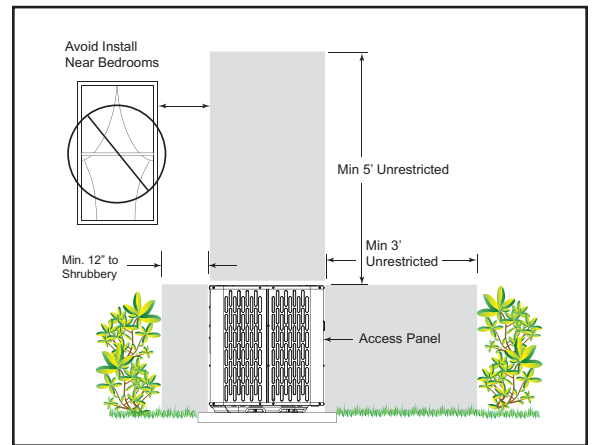 Avoid Install
Near Bedrooms
Min 5' Unrestricted
Min. 12" to
Shrubbery
Min 3'
Unrestricted
Access Panel